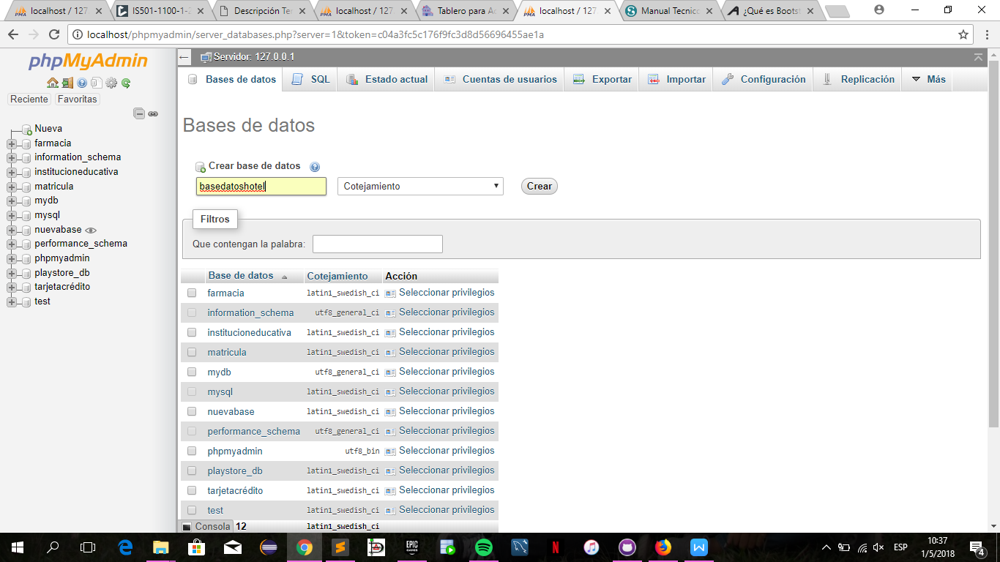 localhost / 127
IS501-1100-1-2
Descripción Te
localhost / 127
Tablero para Ac
localhost / 127
Manual Tecnico
¿Qué es Boots
localhost/phpmyadmin/server_databases.php?server=1&token=c04a3fc5c176f9fc3d8d56696455ae1a
phpMyAdmin
Reciente Favoritas
Nueva
farmacia
information_schema
institucioneducativa
matricula
mydb
mysql
nuevabase
performance_schema
phpmyadmin
playstore_db
tarjetacrédito
test
Servidor: 127.0.0.1
Bases de datos SQL Estado actual Cuentas de usuarios Exportar Importar Configuración Replicación Más
Bases de datos
Crear base de datos
basedatoshotel Cotejamiento Crear
Filtros
Que contengan la palabra:
Base de datos Cotejamiento Acción
farmacia latin1_swedish_ci Seleccionar privilegios
information_schema utf8_general_ci Seleccionar privilegios
institucioneducativa latin1_swedish_ci Seleccionar privilegios
matricula latin1_swedish_ci Seleccionar privilegios
mydb utf8_general_ci Seleccionar privilegios
mysql latin1_swedish_ci Seleccionar privilegios
nuevabase latin1_swedish_ci Seleccionar privilegios
performance_schema utf8_general_ci Seleccionar privilegios
phpmyadmin utf8_bin Seleccionar privilegios
playstore_db latin1_swedish_ci Seleccionar privilegios
tarjetacrédito latin1_swedish_ci Seleccionar privilegios
test latin1_swedish_ci Seleccionar privilegios
Consola 12 latin1_swedish_ci
EPIC GAMES
ESP
10:37
1/5/2018
4